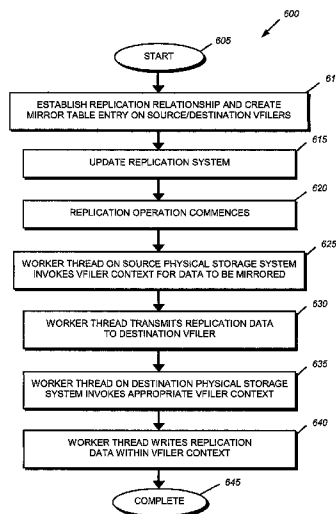 600
605
START
61
ESTABLISH REPLICATION RELATIONSHIP AND CREATE
MIRROR TABLE ENTRY ON SOURCE/DESTINATION VFILERS
615
UPDATE REPLICATION SYSTEM
620
REPLICATION OPERATION COMMENCES
625
WORKER THREAD ON SOURCE PHYSICAL STORAGE SYSTEM
INVOKES VFILER CONTEXT FOR DATA TO BE MIRRORED
630
WORKER THREAD TRANSMITS REPLICATION DATA
TO DESTINATION VFILER
635
WORKER THREAD ON DESTINATION PHYSICAL STORAGE
SYSTEM INVOKES APPROPRIATE VFILER CONTEXT
640
WORKER THREAD WRITES REPLICATION
DATA WITHIN VFILER CONTEXT
645
COMPLETE